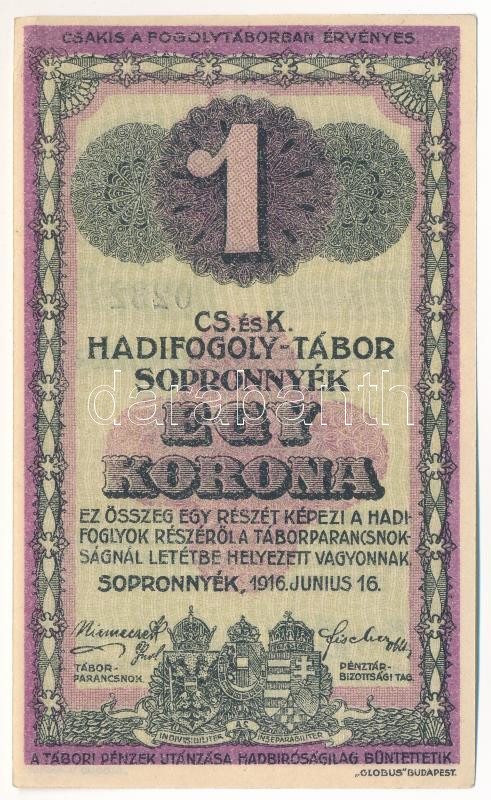 CSAKIS A FOGOLYTÁBORBAN ÉRVÉNYES
1
CS. ÉS K.
HADIFOGOLY-TÁBOR
SOPRONNYÉK
darabanth
EGY
KORONA
EZ ÖSSZEG EGY RÉSZÉT KÉPEZI A HADI-
FOGLYOK RÉSZÉRŐL A TÁBORPARANCSNOK-
SÁGNÁL LETÉTBE HELYEZETT VAGYONNAK.
SOPRONNYÉK, 1916. JUNIUS 16.
TÁBOR-
PARANCSNOK.
PÉNZTÁR-
BIZOTTSÁGI TAG.
INDIVISIBILITER AC INSEPARABILITER
A TÁBORI PÉNZEK UTÁNZÁSA HADBIRÓSÁGILAG BÜNTETTETIK.
„GLOBUS" BUDAPEST.